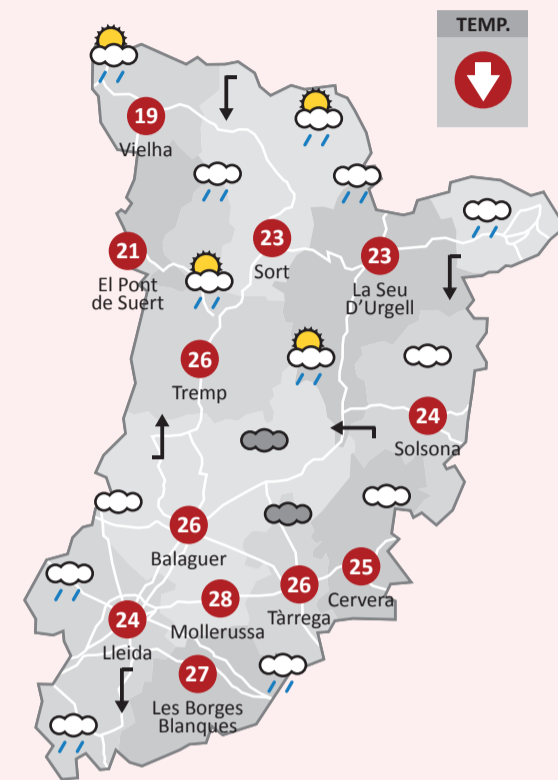 TEMP.
19
Vielha
21
El Pont
de Suert
23
Sort
23
La Seu
D'Urgell
26
Tremp
24
Solsona
26
Balaguer
25
Cervera
26
Tàrrega
28
Mollerussa
24
Lleida
27
Les Borges
Blanques